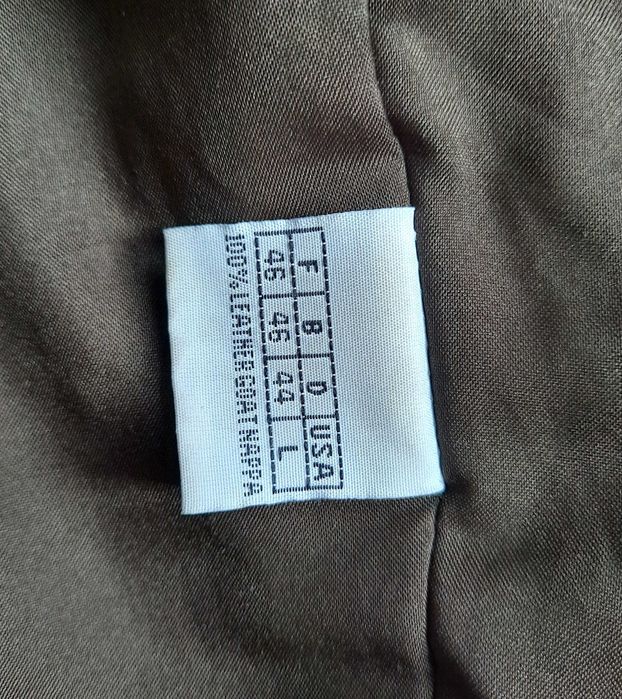 F B D USA
46 46 44 L
100% LEATHER GOAT NAPPA